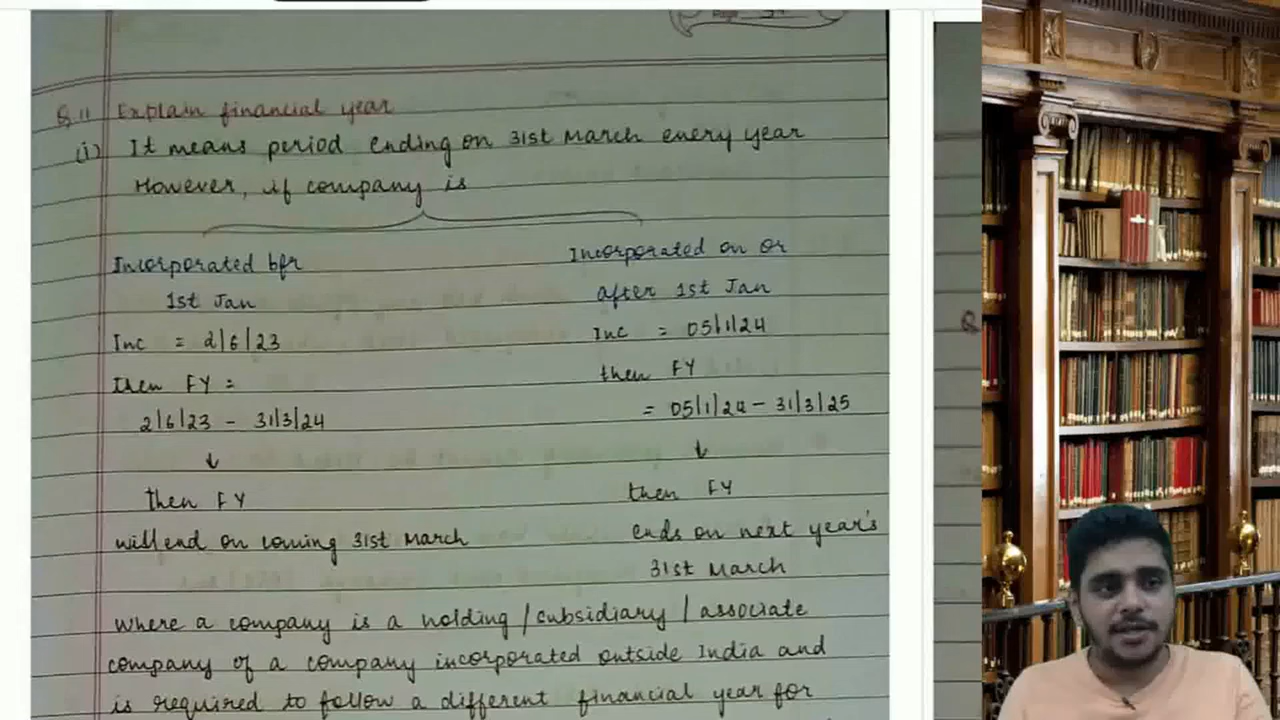 Q.11 Explain financial year
(i) It means period ending on 31st March every year
However, if company is
Incorporated bfr
1st Jan
Inc = 2/6/23
then FY =
2/6/23 - 31/3/24
↓
then FY
will end on coming 31st March
Incorporated on or
after 1st Jan
Inc = 05/1/24
then FY
= 05/1/24 - 31/3/25
↓
then FY
ends on next year's
31st March
where a company is a holding/subsidiary/associate
company of a company incorporated outside India and
is required to follow a different financial year for
Q